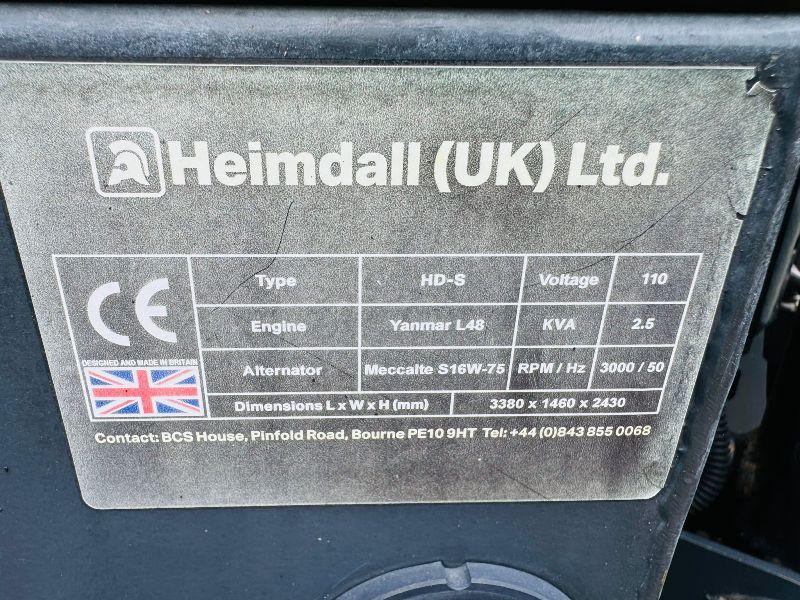 Heimdall (UK) Ltd.
CE
Type HD-S Voltage 110
Engine Yanmar L48 KVA 2.5
Alternator Meccalte S16W-75 RPM / Hz 3000 / 50
DESIGNED AND MADE IN BRITAIN
Dimensions L x W x H (mm) 3380 x 1460 x 2430
Contact: BCS House, Pinfold Road, Bourne PE10 9HT Tel: +44 (0)843 855 0068